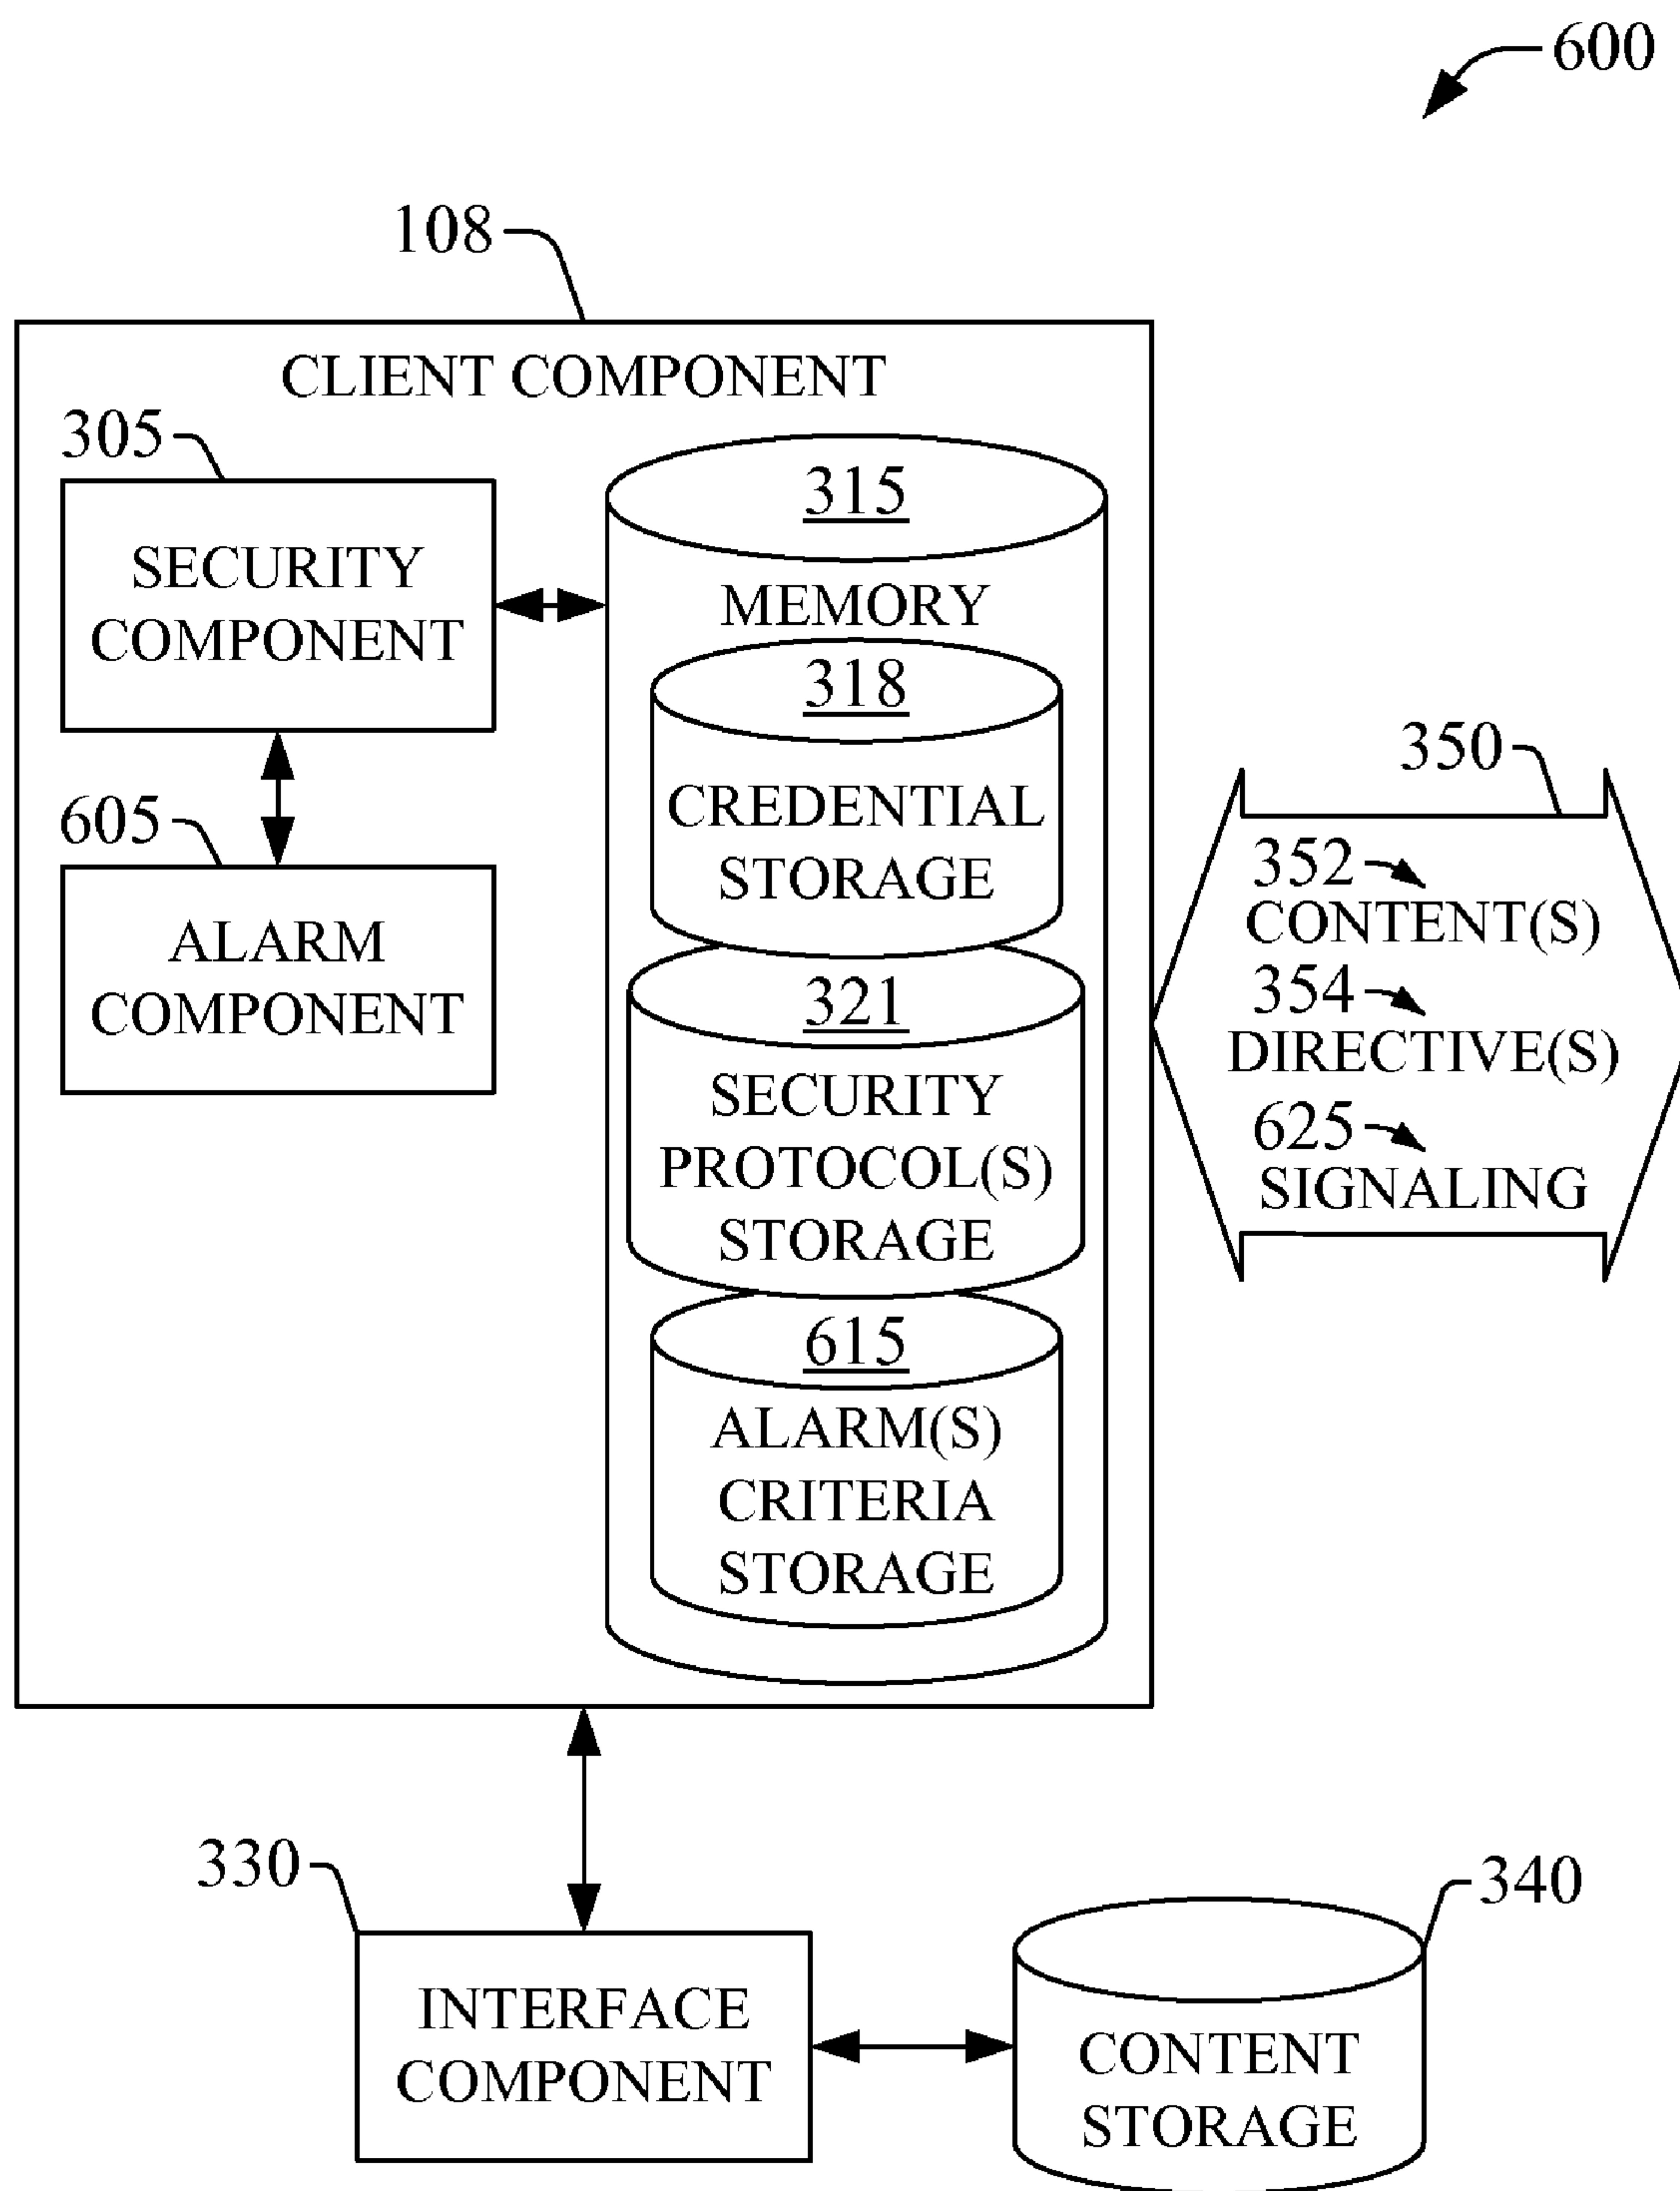 600
108
CLIENT COMPONENT
305
SECURITY
COMPONENT
605
ALARM
COMPONENT
315
MEMORY
318
CREDENTIAL
STORAGE
321
SECURITY
PROTOCOL(S)
STORAGE
615
ALARM(S)
CRITERIA
STORAGE
350
352
CONTENT(S)
354
DIRECTIVE(S)
625
SIGNALING
330
INTERFACE
COMPONENT
340
CONTENT
STORAGE